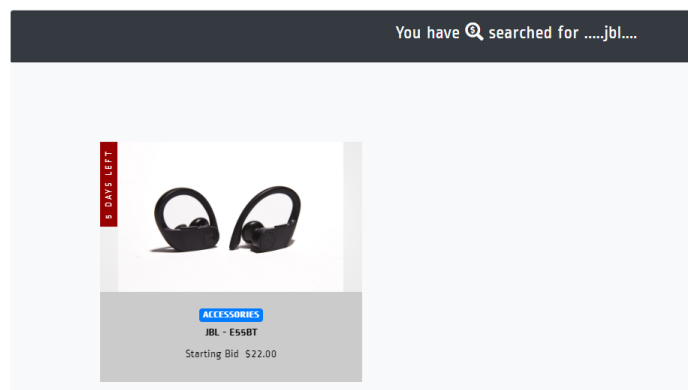 You have searched for .....jbl....
5 DAYS LEFT
ACCESSORIES
JBL - E55BT
Starting Bid $22.00